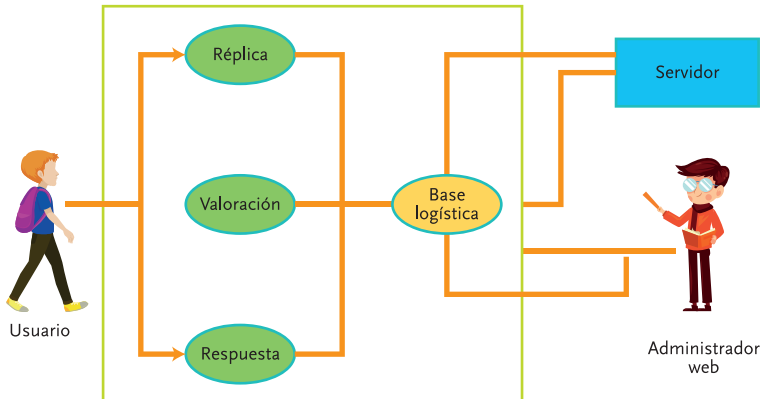 Réplica
Servidor
Valoración
Base
logística
Usuario
Respuesta
Administrador
web